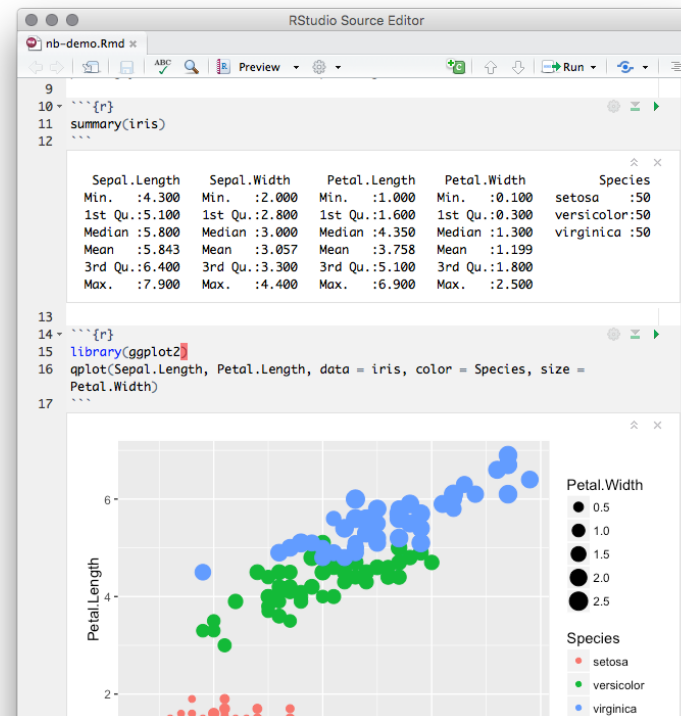 RStudio Source Editor
nb-demo.Rmd
ABC Preview Run
9
10 ```{r}
11 summary(iris)
12 ```
Sepal.Length Sepal.Width Petal.Length Petal.Width Species
Min. :4.300 Min. :2.000 Min. :1.000 Min. :0.100 setosa :50
1st Qu.:5.100 1st Qu.:2.800 1st Qu.:1.600 1st Qu.:0.300 versicolor:50
Median :5.800 Median :3.000 Median :4.350 Median :1.300 virginica :50
Mean :5.843 Mean :3.057 Mean :3.758 Mean :1.199
3rd Qu.:6.400 3rd Qu.:3.300 3rd Qu.:5.100 3rd Qu.:1.800
Max. :7.900 Max. :4.400 Max. :6.900 Max. :2.500
13
14 ```{r}
15 library(ggplot2)
16 qplot(Sepal.Length, Petal.Length, data = iris, color = Species, size =
Petal.Width)
17 ```
Petal.Length
6
4
2
Petal.Width
0.5
1.0
1.5
2.0
2.5
Species
setosa
versicolor
virginica